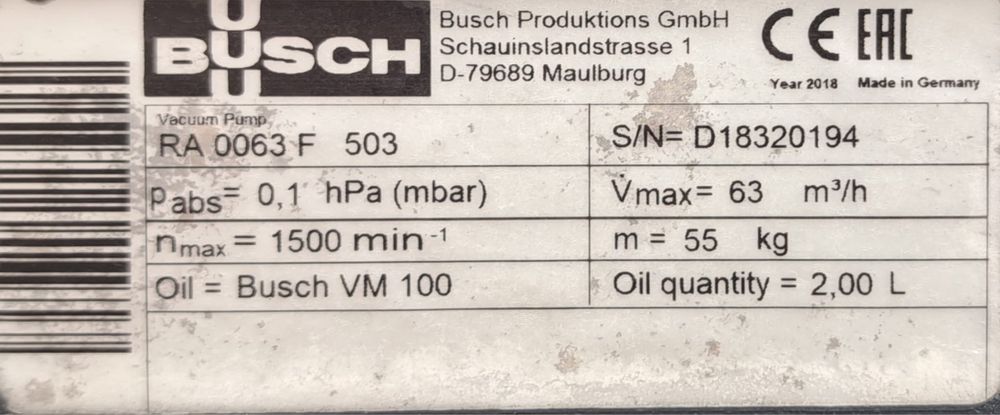 BUSCH
BUSCH
Busch Produktions GmbH
Schauinslandstrasse 1
D-79689 Maulburg
CE EAC
Year 2018 Made in Germany
Vacuum Pump
RA 0063 F 503
S/N= D18320194
pabs= 0,1 hPa (mbar)
V̇max= 63 m³/h
nmax = 1500 min⁻¹
m = 55 kg
Oil = Busch VM 100
Oil quantity = 2,00 L